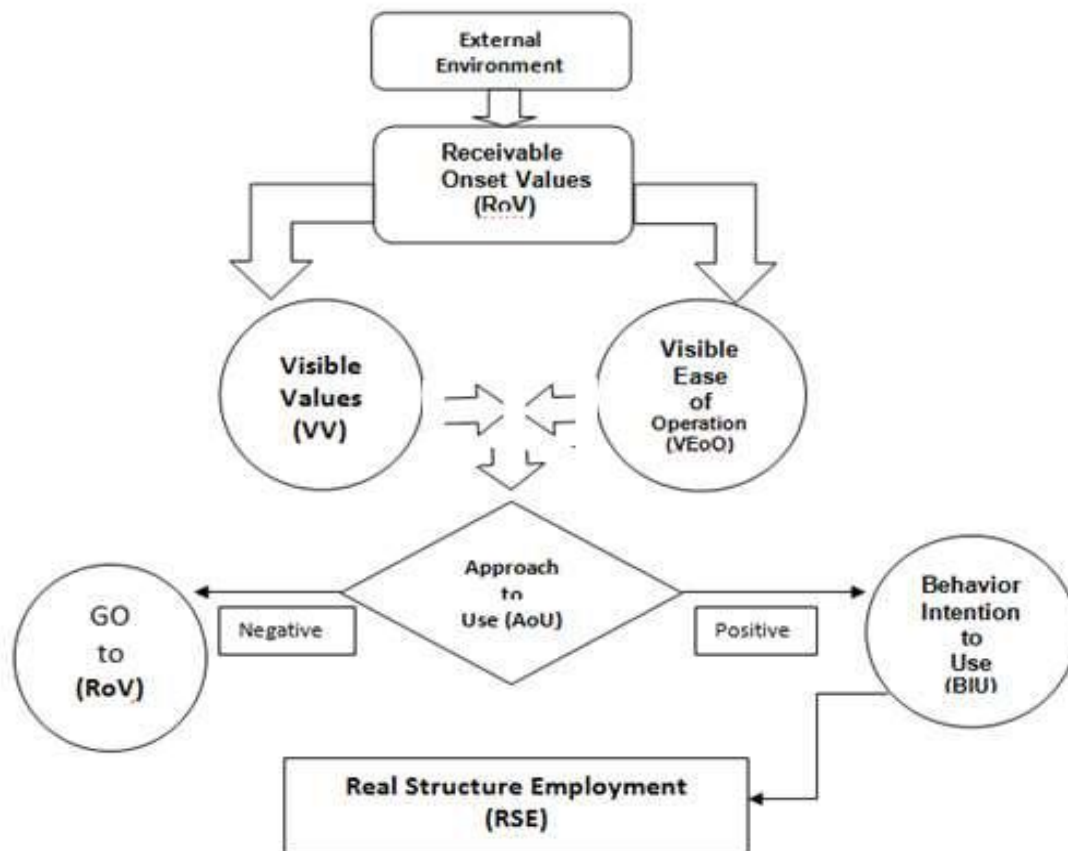 External
Environment
Receivable
Onset Values
(RoV)
Visible
Values
(VV)
Visible
Ease
of
Operation
(VEoO)
Approach
to
Use (AoU)
GO
to
(RoV)
Negative
Positive
Behavior
Intention
to
Use
(BIU)
Real Structure Employment
(RSE)